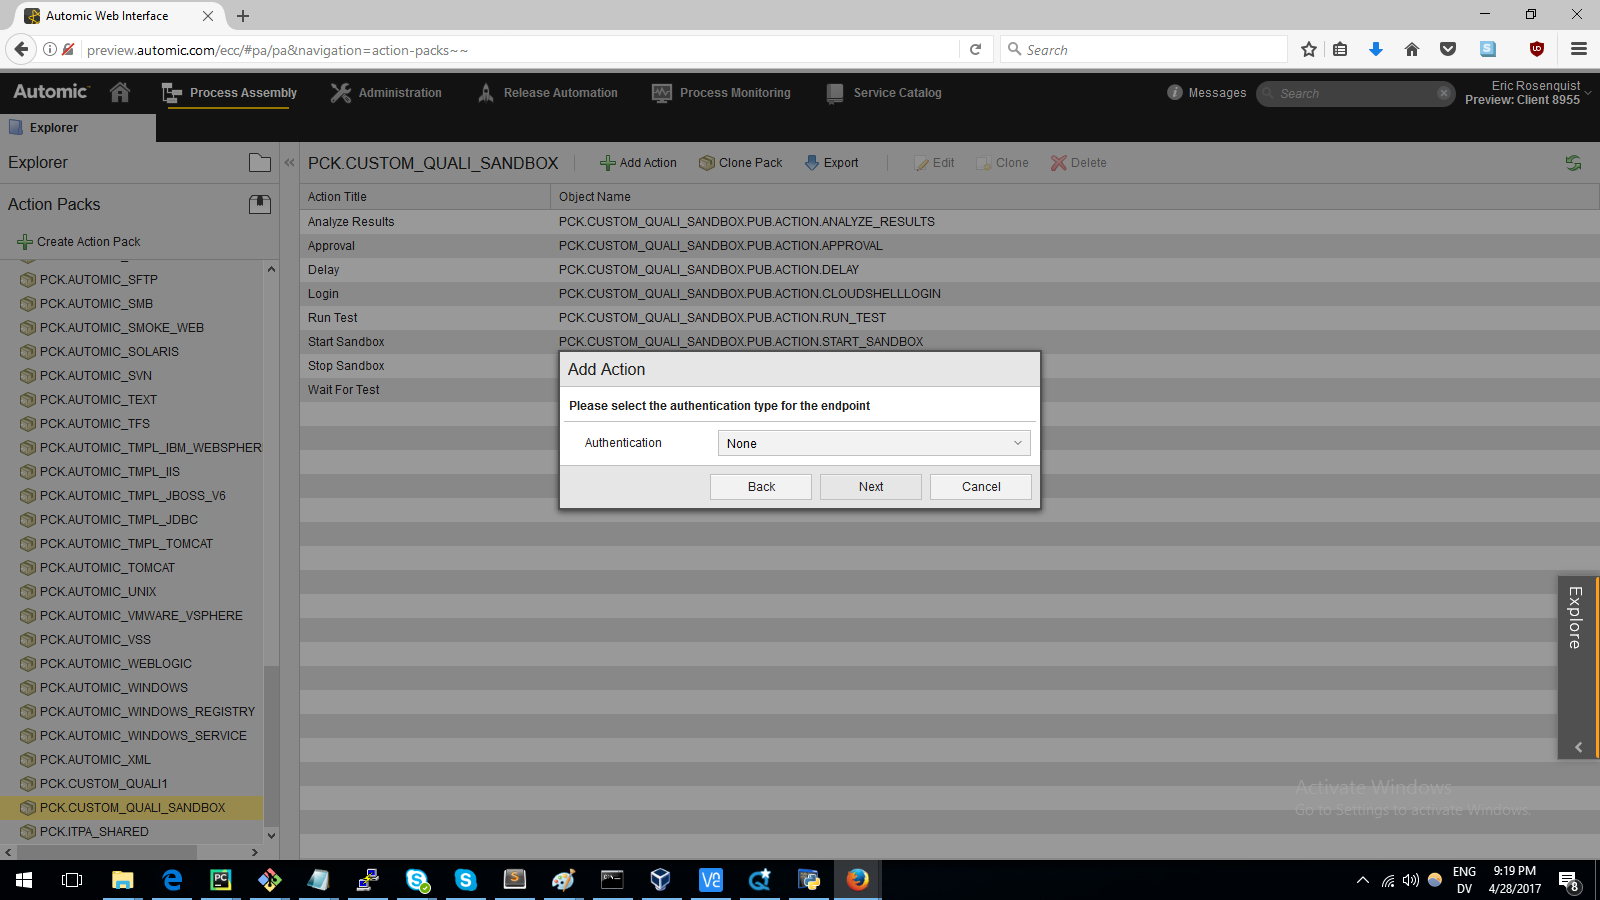 Automic Web Interface
preview.automic.com/ecc/#pa/pa&navigation=action-packs~~
Search
Automic
Process Assembly
Administration
Release Automation
Process Monitoring
Service Catalog
Messages
Search
Eric Rosenquist
Preview: Client 8955
Explorer
Explorer
PCK.CUSTOM_QUALI_SANDBOX
Add Action
Clone Pack
Export
Edit
Clone
Delete
Action Packs
Create Action Pack
PCK.AUTOMIC_SFTP
PCK.AUTOMIC_SMB
PCK.AUTOMIC_SMOKE_WEB
PCK.AUTOMIC_SOLARIS
PCK.AUTOMIC_SVN
PCK.AUTOMIC_TEXT
PCK.AUTOMIC_TFS
PCK.AUTOMIC_TMPL_IBM_WEBSPHER
PCK.AUTOMIC_TMPL_IIS
PCK.AUTOMIC_TMPL_JBOSS_V6
PCK.AUTOMIC_TMPL_JDBC
PCK.AUTOMIC_TMPL_TOMCAT
PCK.AUTOMIC_TOMCAT
PCK.AUTOMIC_UNIX
PCK.AUTOMIC_VMWARE_VSPHERE
PCK.AUTOMIC_VSS
PCK.AUTOMIC_WEBLOGIC
PCK.AUTOMIC_WINDOWS
PCK.AUTOMIC_WINDOWS_REGISTRY
PCK.AUTOMIC_WINDOWS_SERVICE
PCK.AUTOMIC_XML
PCK.CUSTOM_QUALI1
PCK.CUSTOM_QUALI_SANDBOX
PCK.ITPA_SHARED
Action Title Object Name
Analyze Results PCK.CUSTOM_QUALI_SANDBOX.PUB.ACTION.ANALYZE_RESULTS
Approval PCK.CUSTOM_QUALI_SANDBOX.PUB.ACTION.APPROVAL
Delay PCK.CUSTOM_QUALI_SANDBOX.PUB.ACTION.DELAY
Login PCK.CUSTOM_QUALI_SANDBOX.PUB.ACTION.CLOUDSHELLLOGIN
Run Test PCK.CUSTOM_QUALI_SANDBOX.PUB.ACTION.RUN_TEST
Start Sandbox PCK.CUSTOM_QUALI_SANDBOX.PUB.ACTION.START_SANDBOX
Stop Sandbox
Wait For Test
Add Action
Please select the authentication type for the endpoint
Authentication None
Back Next Cancel
Explore
Activate Windows
Go to Settings to activate Windows.
ENG
DV
9:19 PM
4/28/2017
8